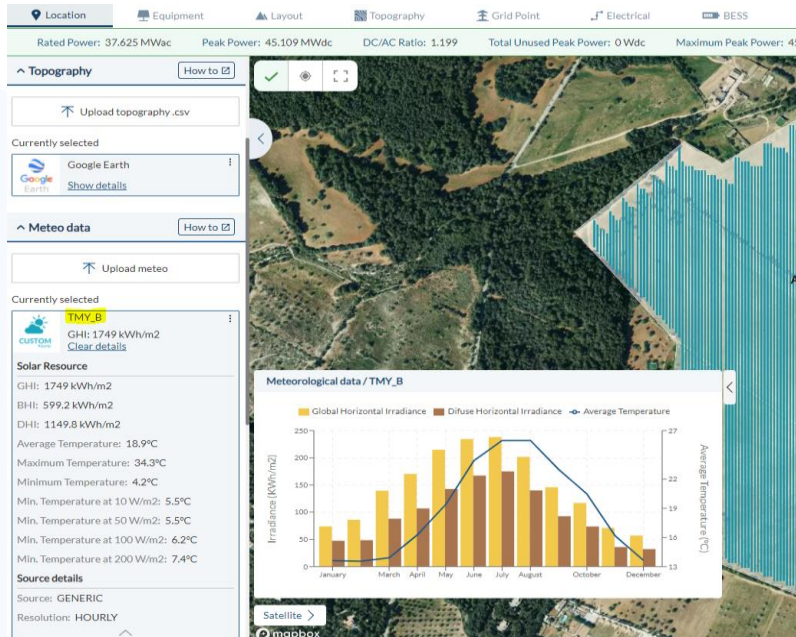 Location
Equipment
Layout
Topography
Grid Point
Electrical
BESS
Rated Power: 37.625 MWac
Peak Power: 45.109 MWdc
DC/AC Ratio: 1.199
Total Unused Peak Power: 0 Wdc
Maximum Peak Power: 45
Topography
How to
Upload topography .csv
Currently selected
Google Earth
Google Earth
Show details
Meteo data
How to
Upload meteo
Currently selected
TMY_B
GHI: 1749 kWh/m2
CUSTOM
Clear details
Solar Resource
GHI: 1749 kWh/m2
BHI: 599.2 kWh/m2
DHI: 1149.8 kWh/m2
Average Temperature: 18.9°C
Maximum Temperature: 34.3°C
Minimum Temperature: 4.2°C
Min. Temperature at 10 W/m2: 5.5°C
Min. Temperature at 50 W/m2: 5.5°C
Min. Temperature at 100 W/m2: 6.2°C
Min. Temperature at 200 W/m2: 7.4°C
Source details
Source: GENERIC
Resolution: HOURLY
A
Meteorological data / TMY_B
Global Horizontal Irradiance
Difuse Horizontal Irradiance
Average Temperature
Irradiance [KWh/m2]
250
200
150
100
50
0
27
22
19
16
13
Average Temperature (°C)
January
March
April
May
June
July
August
October
December
Satellite
mapbox